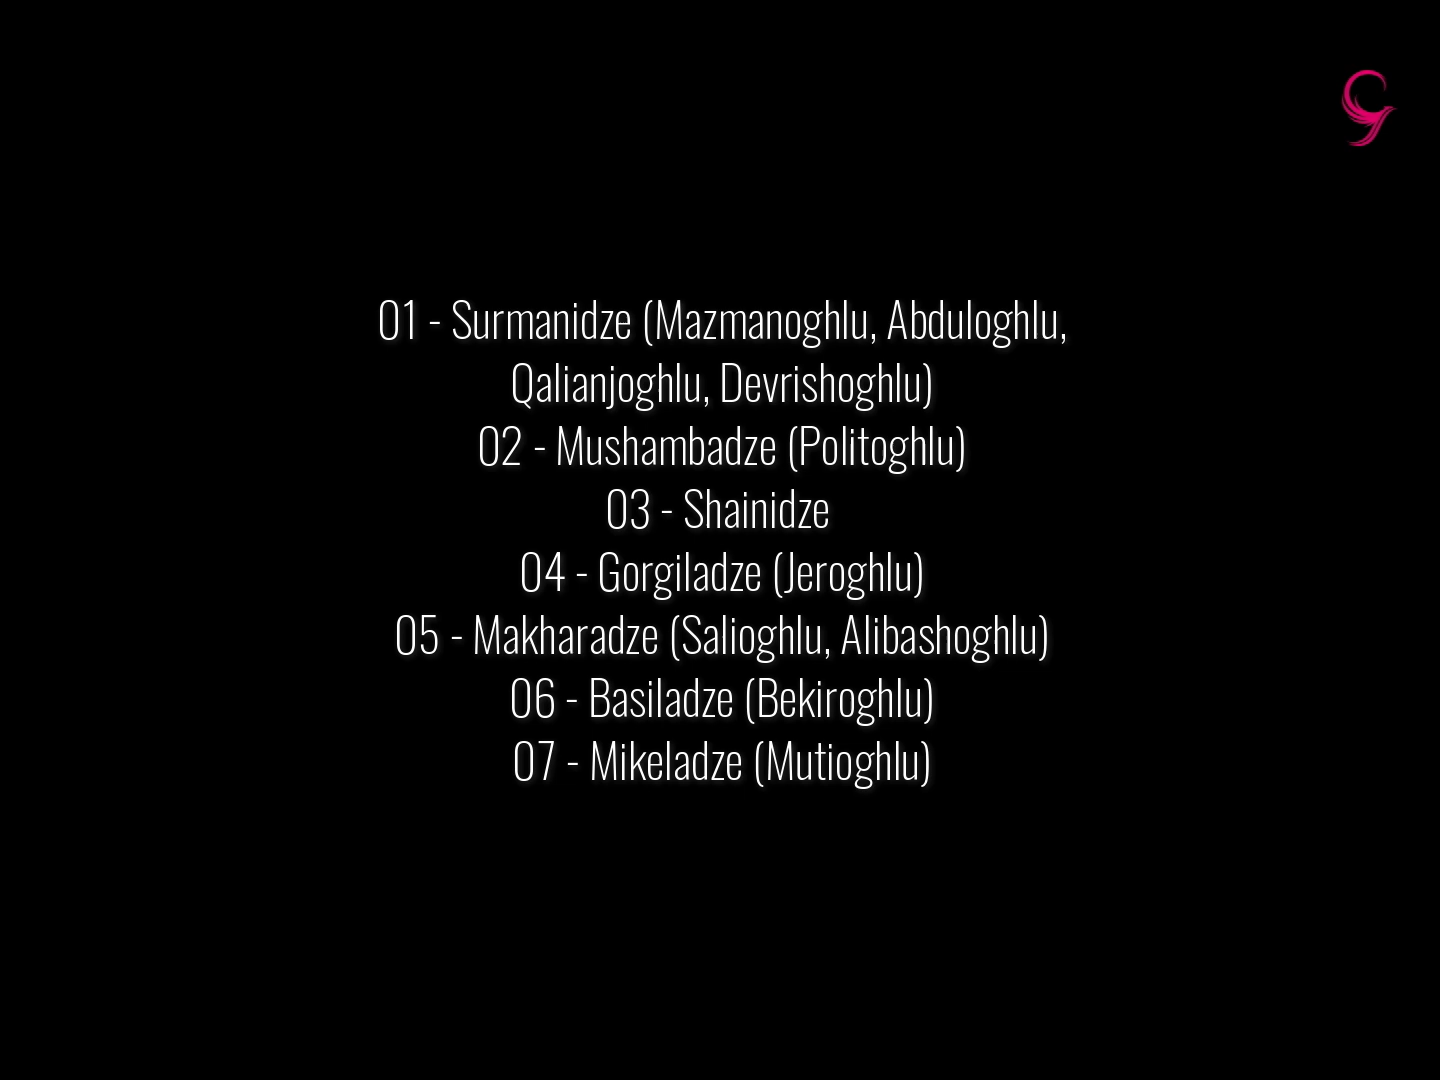 01 - Surmanidze (Mazmanoghlu, Abduloghlu,
Qalianjoghlu, Devrishoghlu)
02 - Mushambadze (Politoghlu)
03 - Shainidze
04 - Gorgiladze (Jeroghlu)
05 - Makharadze (Salioghlu, Alibashoghlu)
06 - Basiladze (Bekiroghlu)
07 - Mikeladze (Mutioghlu)